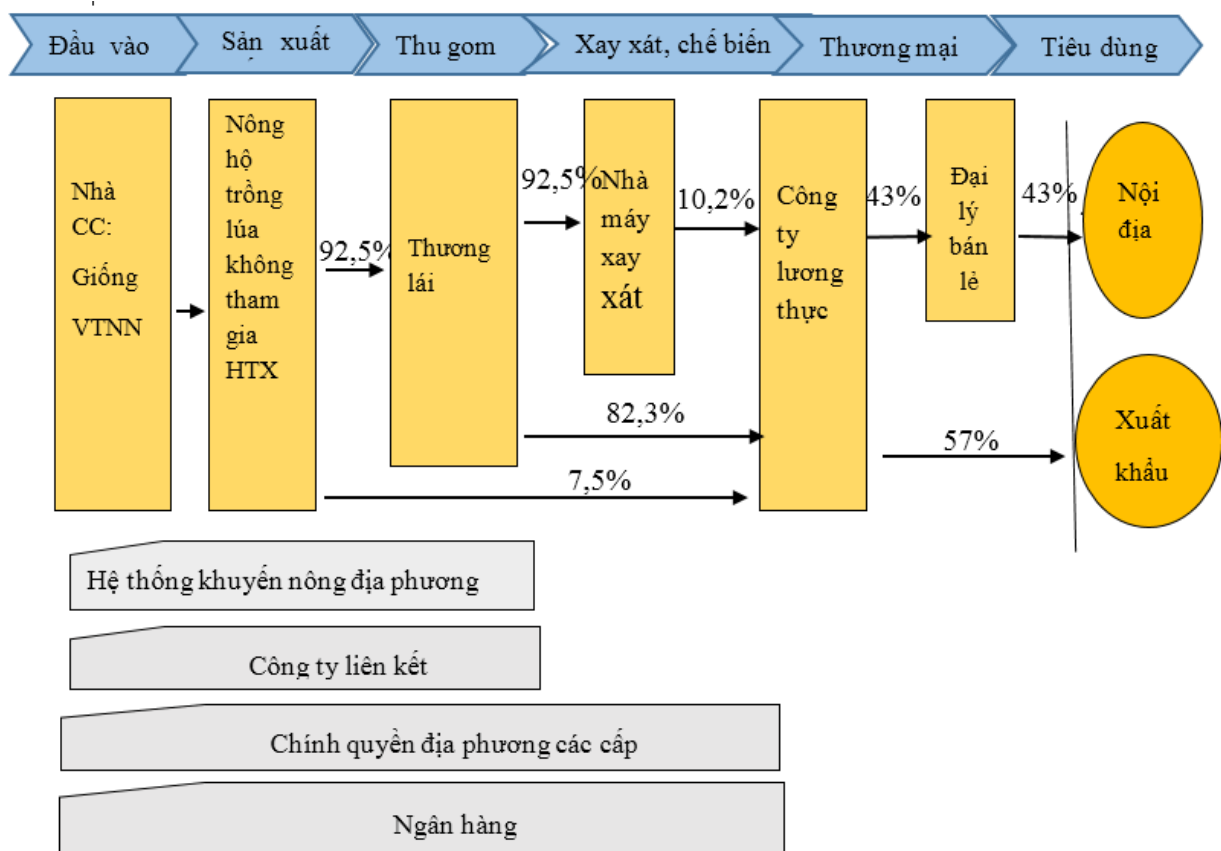 Đầu vào
Sản xuất
Thu gom
Xay xát, chế biến
Thương mại
Tiêu dùng
Nhà
CC:
Giống
VTNN
Nông
hộ
trồng
lúa
không
tham
gia
HTX
92,5%
Thương
lái
92,5%
Nhà
máy
xay
xát
10,2%
Công
ty
lương
thực
43%
Đại
lý
bán
lẻ
43%
Nội
địa
82,3%
7,5%
57%
Xuất
khẩu
Hệ thống khuyến nông địa phương
Công ty liên kết
Chính quyền địa phương các cấp
Ngân hàng